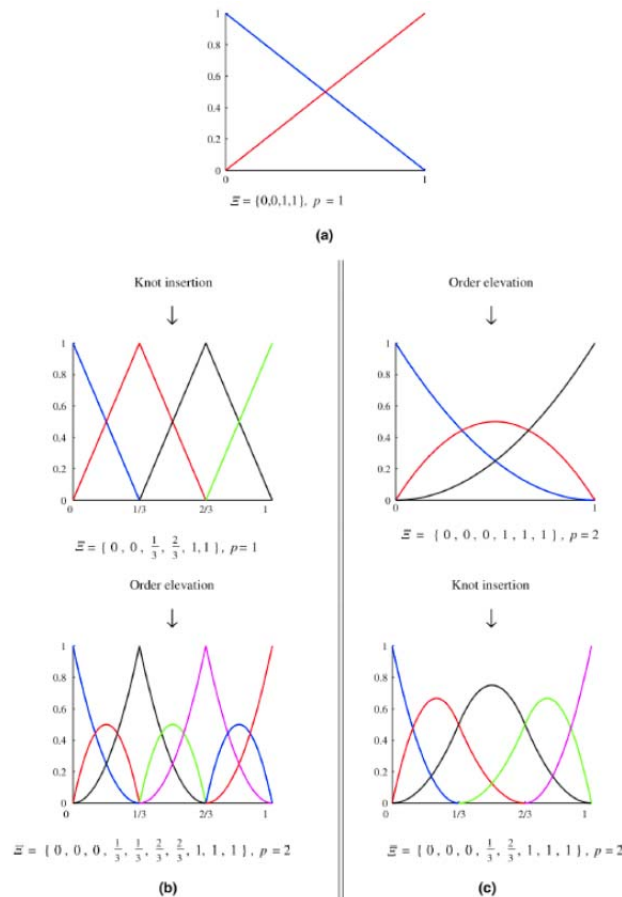 1
0.8
0.6
0.4
0.2
0
0 1
Ξ = {0,0,1,1}, p = 1
(a)
Knot insertion
↓
1
0.8
0.6
0.4
0.2
0
0 1/3 2/3 1
Ξ = { 0 , 0 , 1/3 , 2/3 , 1,1 }, p = 1
Order elevation
↓
1
0.8
0.6
0.4
0.2
0
0 1/3 2/3 1
Ξ = { 0 , 0 , 0 , 1/3 , 1/3 , 2/3 , 2/3 , 1 , 1 , 1 }, p = 2
(b)
Order elevation
↓
1
0.8
0.6
0.4
0.2
0
0 1
Ξ = { 0 , 0 , 0 , 1 , 1 , 1 }, p = 2
Knot insertion
↓
1
0.8
0.6
0.4
0.2
0
0 1/3 2/3 1
Ξ = { 0 , 0 , 0 , 1/3 , 2/3 , 1 , 1 , 1 }, p = 2
(c)